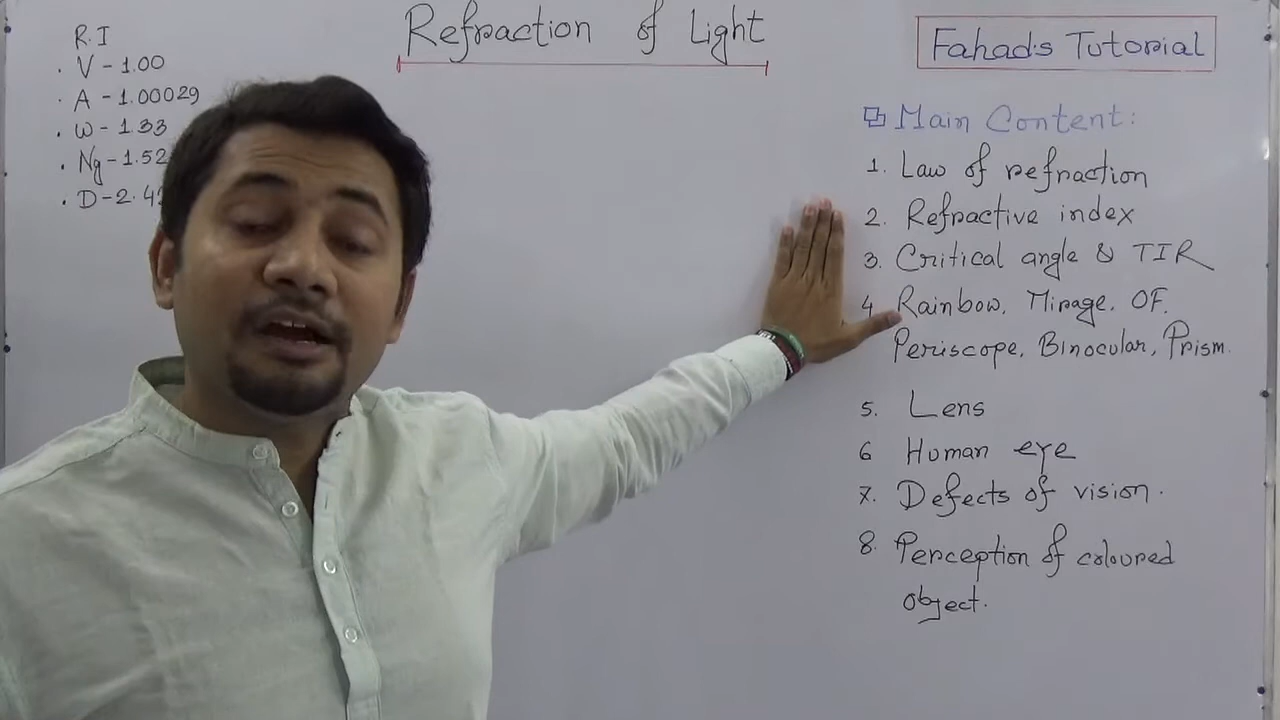 Refraction of Light
R.I
. V - 1.00
. A - 1.00029
. W - 1.33
. Ng - 1.52
. D - 2.4
Fahad's Tutorial
Main Content:
1. Law of refraction
2. Refractive index
3. Critical angle & TIR
4 Rainbow, Mirage, OF,
Periscope, Binocular, Prism.
5. Lens
6 Human eye
7. Defects of vision.
8. Perception of coloured
object.